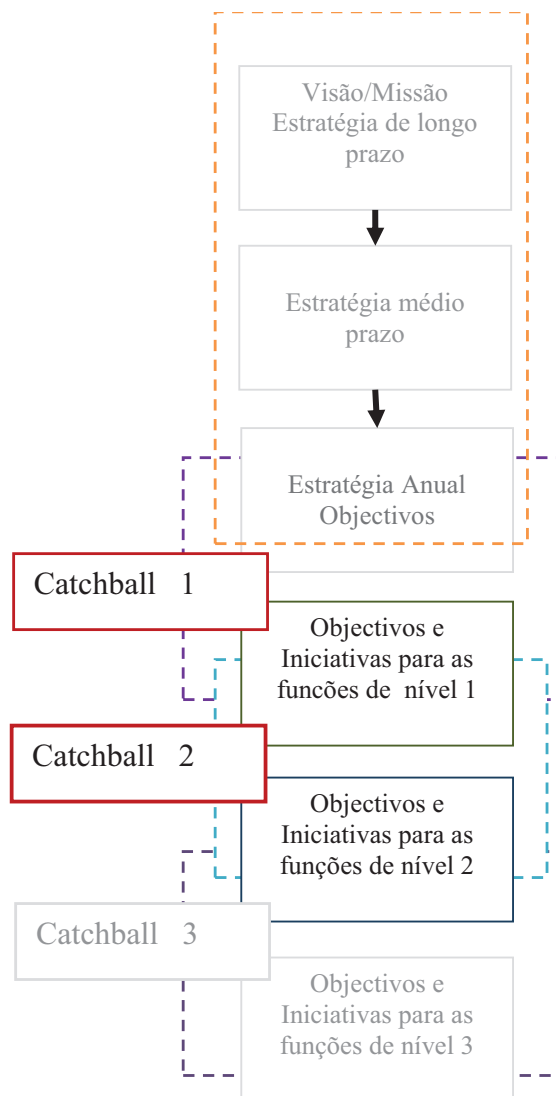 Visão/Missão
Estratégia de longo
prazo
Estratégia médio
prazo
Estratégia Anual
Objectivos
Catchball 1
Objectivos e
Iniciativas para as
funcões de nível 1
Catchball 2
Objectivos e
Iniciativas para as
funções de nível 2
Catchball 3
Objectivos e
Iniciativas para as
funções de nível 3